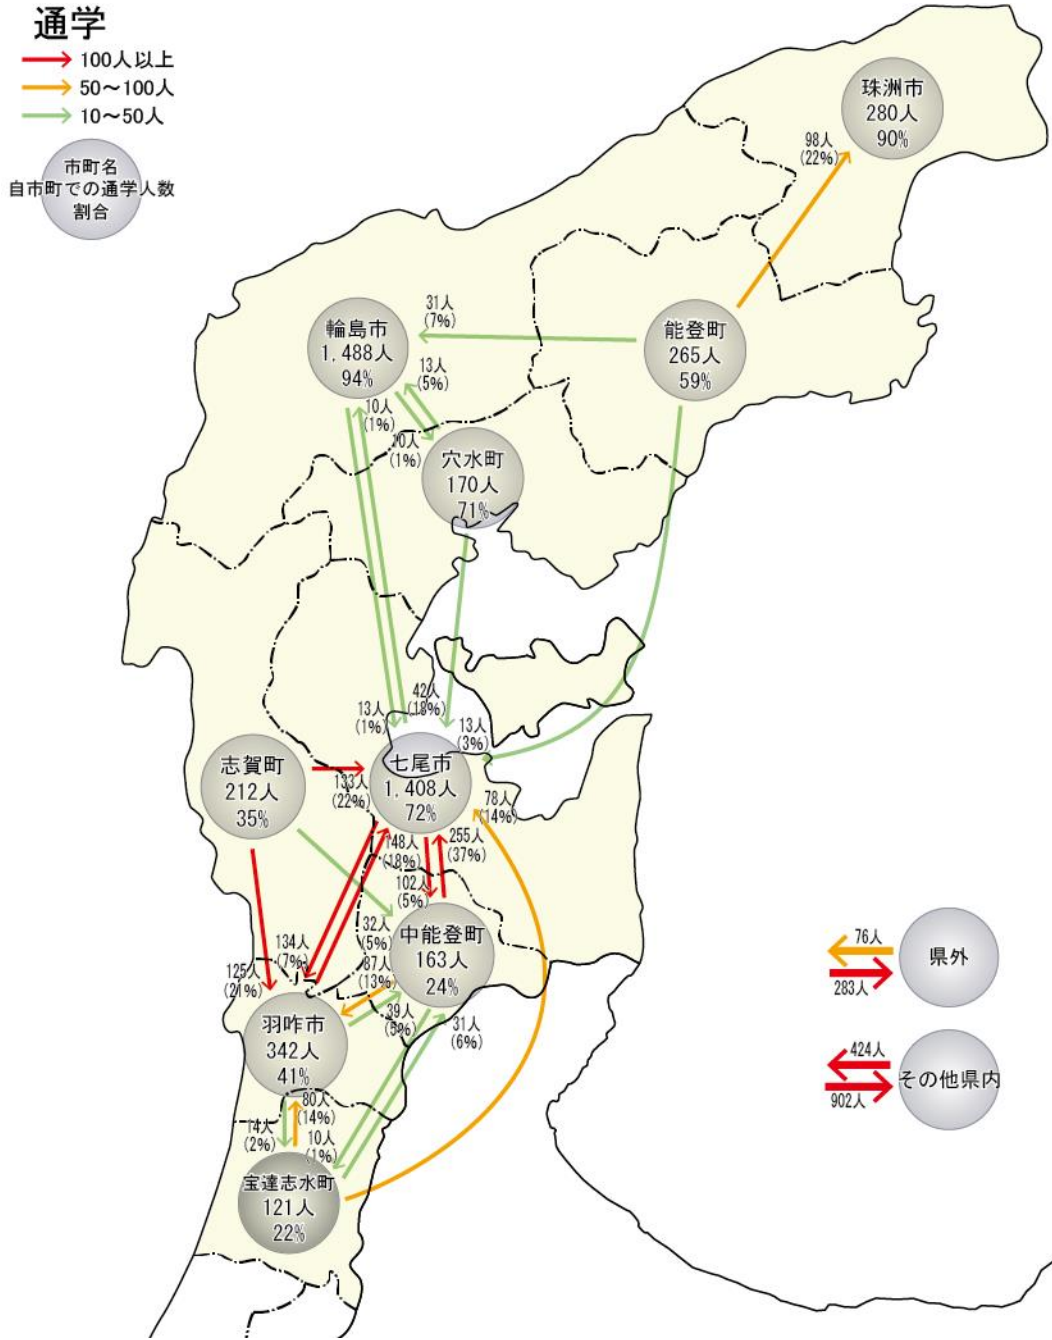 通学
100人以上
50～100人
10～50人
市町名
自市町での通学人数
割合
珠洲市
280人
90%
98人
(22%)
31人
(7%)
輪島市
1,488人
94%
能登町
265人
59%
13人
(5%)
10人
(1%)
10人
(1%)
穴水町
170人
71%
42人
(18%)
13人
(1%)
13人
(3%)
志賀町
212人
35%
133人
(22%)
七尾市
1,408人
72%
78人
(14%)
148人
(18%)
255人
(37%)
102人
(5%)
32人
(5%)
中能登町
163人
24%
134人
(7%)
87人
(13%)
125人
(21%)
39人
(5%)
31人
(6%)
羽咋市
342人
41%
80人
(14%)
14人
(2%)
10人
(1%)
宝達志水町
121人
22%
76人
県外
283人
424人
その他県内
902人